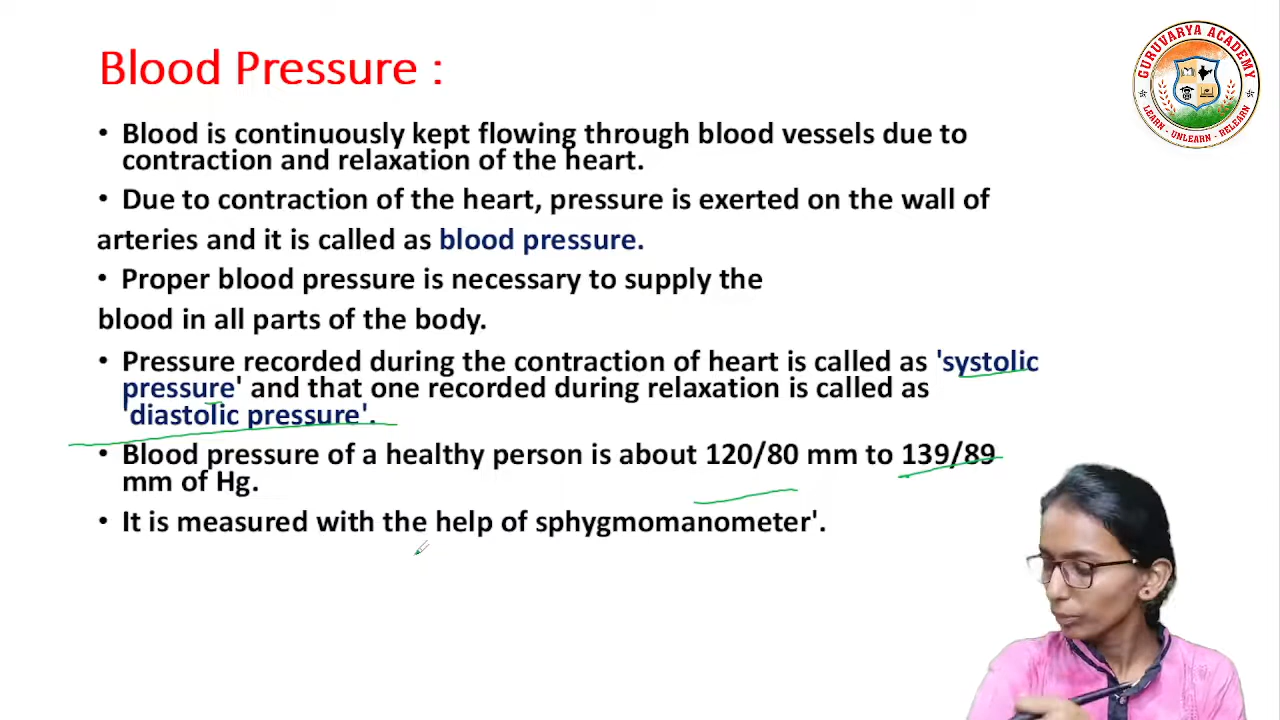 Blood Pressure :
GURUVARYA ACADEMY
LEARN - UNLEARN - RELEARN
• Blood is continuously kept flowing through blood vessels due to
contraction and relaxation of the heart.
• Due to contraction of the heart, pressure is exerted on the wall of
arteries and it is called as blood pressure.
• Proper blood pressure is necessary to supply the
blood in all parts of the body.
• Pressure recorded during the contraction of heart is called as 'systolic
pressure' and that one recorded during relaxation is called as
'diastolic pressure'.
• Blood pressure of a healthy person is about 120/80 mm to 139/89
mm of Hg.
• It is measured with the help of sphygmomanometer'.